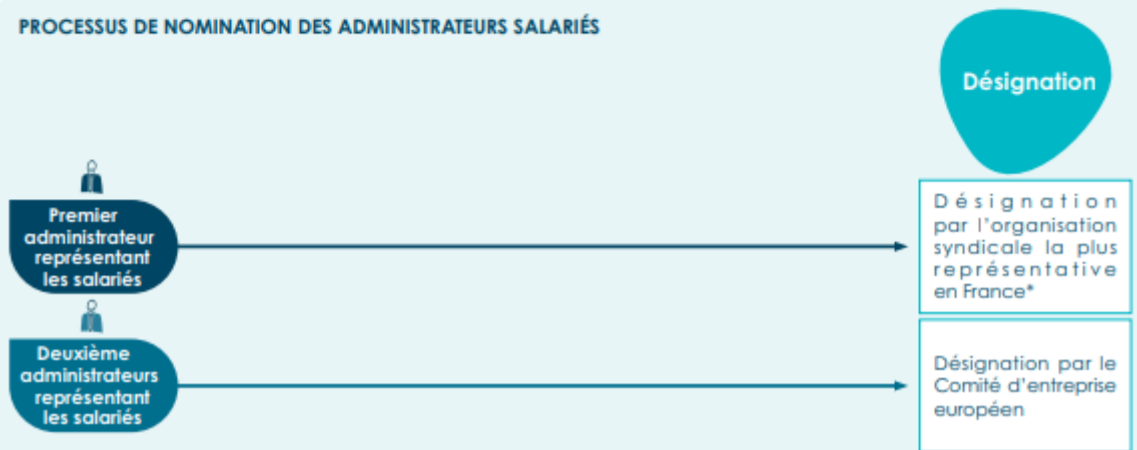 PROCESSUS DE NOMINATION DES ADMINISTRATEURS SALARIÉS
Désignation
Premier
administrateur
représentant
les salariés
Désignation
par l'organisation
syndicale la plus
représentative
en France*
Deuxième
administrateurs
représentant
les salariés
Désignation par le
Comité d'entreprise
européen